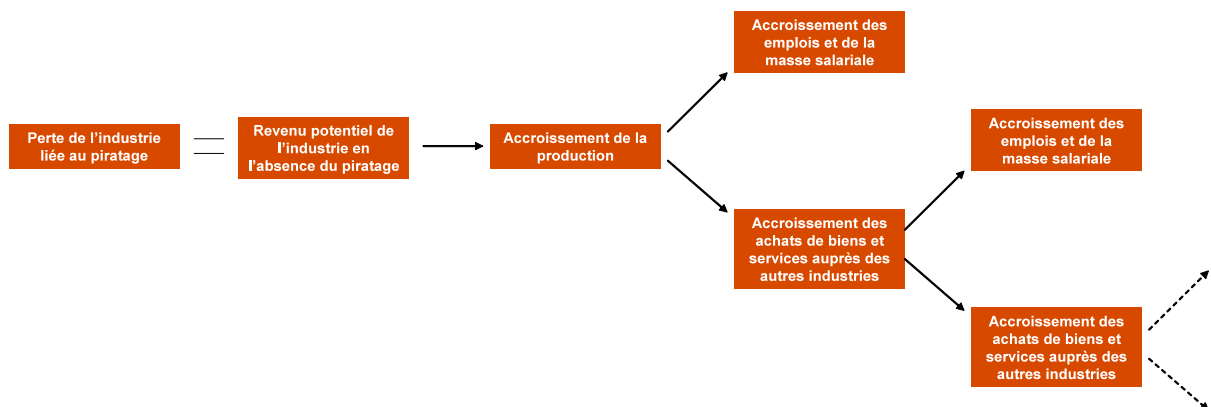 Perte de l'industrie
liée au piratage
Revenu potentiel de
l'industrie en
l'absence du piratage
Accroissement de la
production
Accroissement des
emplois et de la
masse salariale
Accroissement des
achats de biens et
services auprès des
autres industries
Accroissement des
emplois et de la
masse salariale
Accroissement des
achats de biens et
services auprès des
autres industries